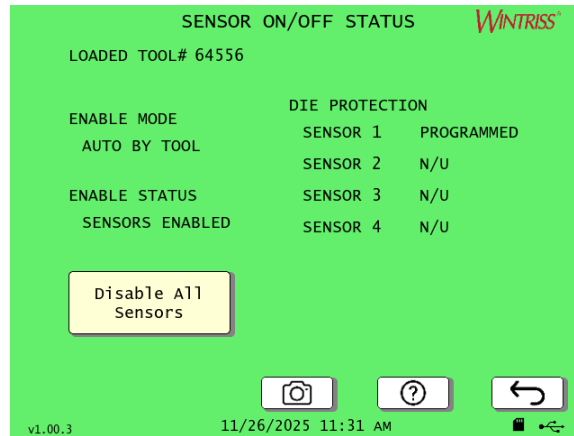 SENSOR ON/OFF STATUS
WINTRISS®
LOADED TOOL# 64556
ENABLE MODE
AUTO BY TOOL
ENABLE STATUS
SENSORS ENABLED
DIE PROTECTION
SENSOR 1 PROGRAMMED
SENSOR 2 N/U
SENSOR 3 N/U
SENSOR 4 N/U
Disable All
Sensors
?
v1.00.3
11/26/2025 11:31 AM